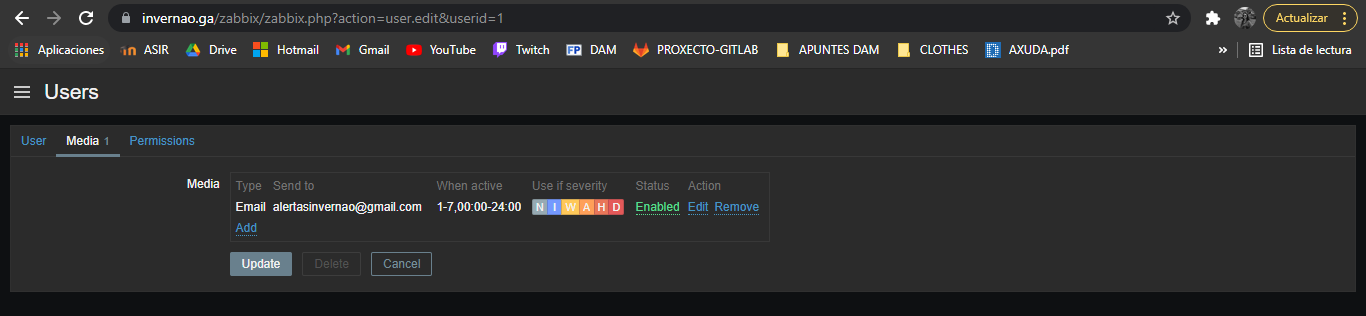 invernao.ga/zabbix/zabbix.php?action=user.edit&userid=1 Actualizar
Aplicaciones ASIR Drive Hotmail Gmail YouTube Twitch FP DAM PROXECTO-GITLAB APUNTES DAM CLOTHES AXUDA.pdf » Lista de lectura
Users
User Media 1 Permissions
Media Type Send to When active Use if severity Status Action
Email alertasinvernao@gmail.com 1-7,00:00-24:00 N I W A H D Enabled Edit Remove
Add
Update Delete Cancel